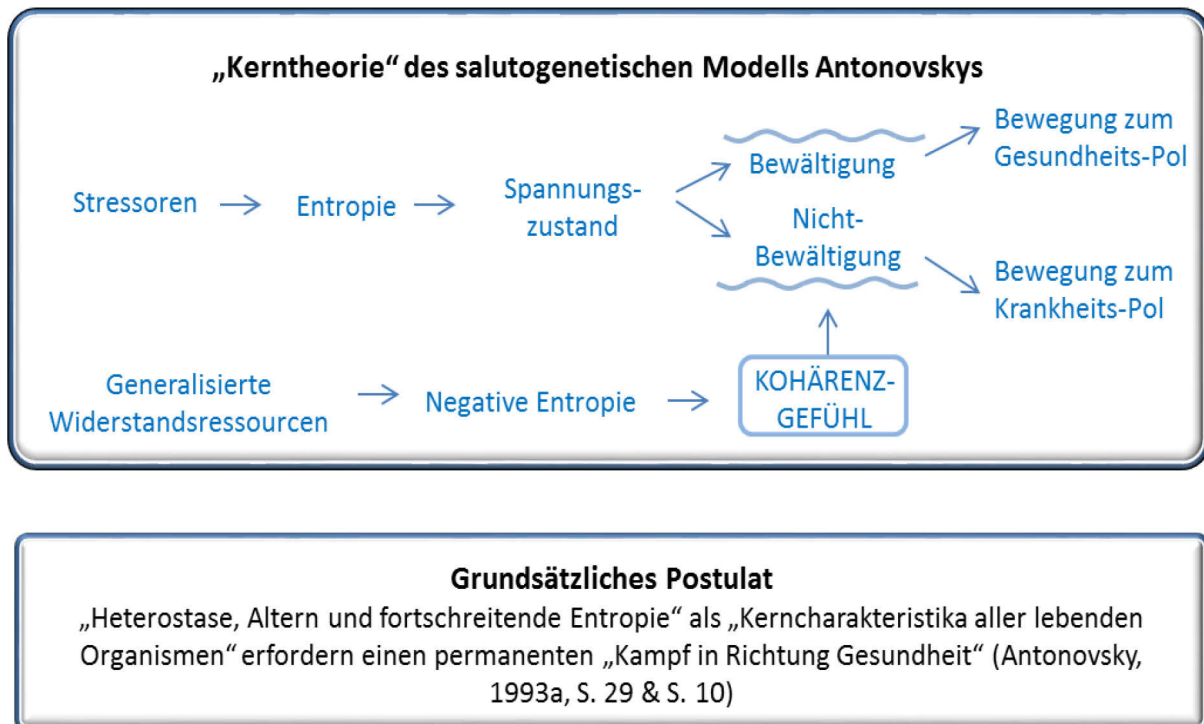 „Kerntheorie“ des salutogenetischen Modells Antonovskys
Stressoren
Entropie
Spannungs-
zustand
Bewältigung
Nicht-
Bewältigung
Bewegung zum
Gesundheits-Pol
Bewegung zum
Krankheits-Pol
Generalisierte
Widerstandsressourcen
Negative Entropie
KOHÄRENZ-
GEFÜHL
Grundsätzliches Postulat
„Heterostase, Altern und fortschreitende Entropie“ als „Kerncharakteristika aller lebenden
Organismen“ erfordern einen permanenten „Kampf in Richtung Gesundheit“ (Antonovsky,
1993a, S. 29 & S. 10)